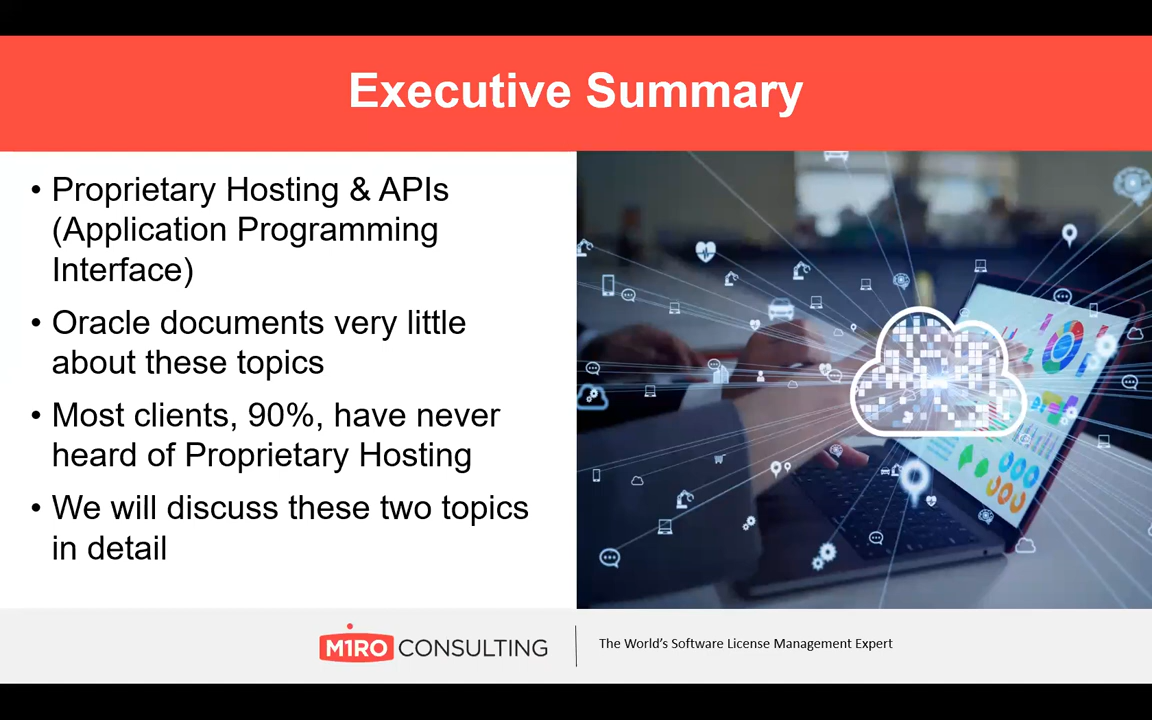 Executive Summary
• Proprietary Hosting & APIs
(Application Programming
Interface)
• Oracle documents very little
about these topics
• Most clients, 90%, have never
heard of Proprietary Hosting
• We will discuss these two topics
in detail
MIRO CONSULTING
The World's Software License Management Expert